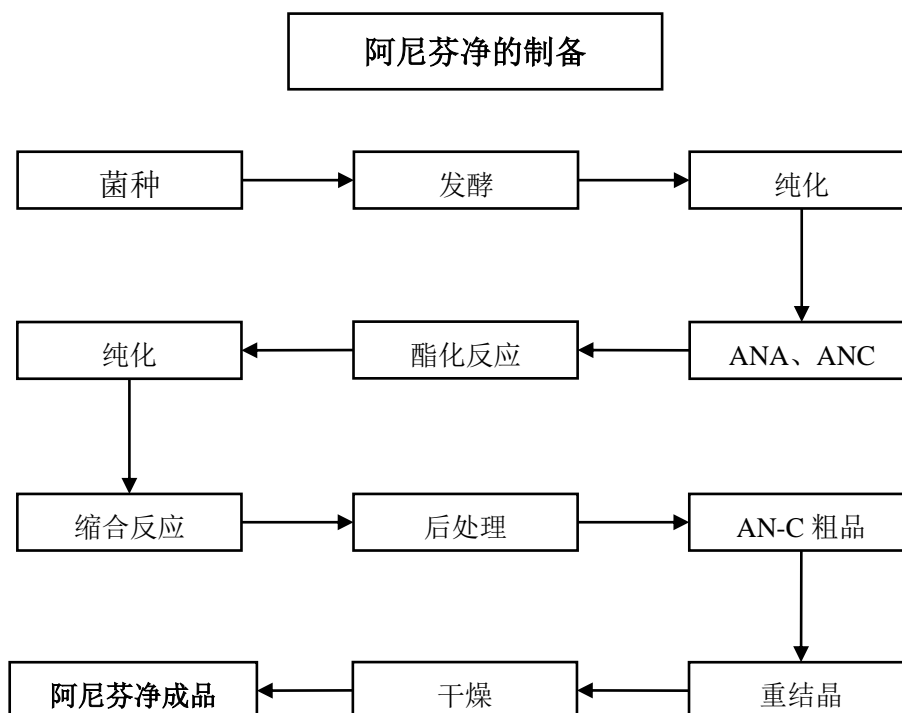 阿尼芬净的制备
菌种
发酵
纯化
ANA、ANC
酯化反应
纯化
缩合反应
后处理
AN-C 粗品
重结晶
干燥
阿尼芬净成品